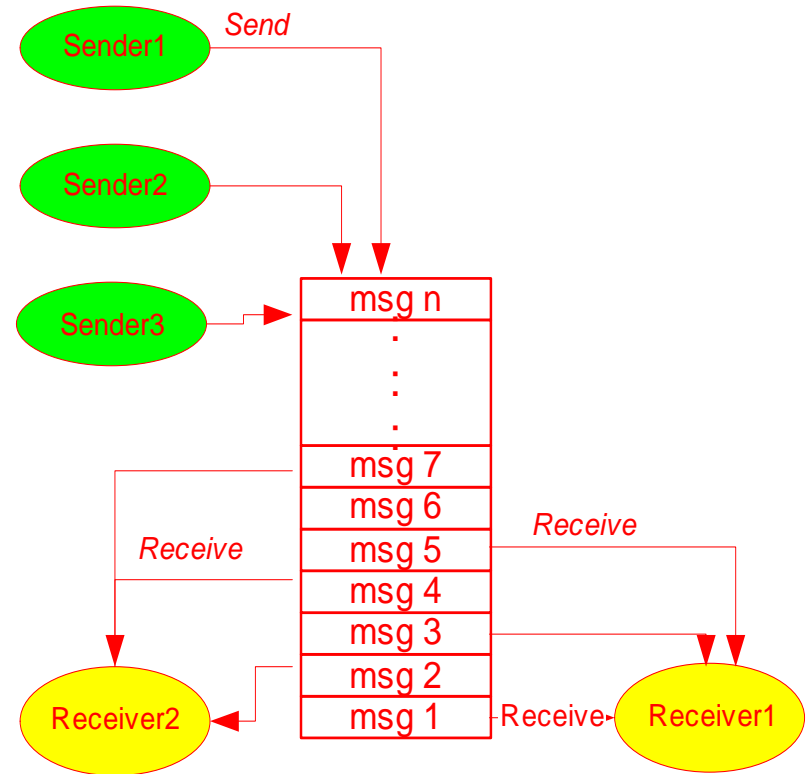 Send
Sender1
Sender2
Sender3
msg n
.
.
.
.
msg 7
msg 6
msg 5
Receive
Receive
msg 4
msg 3
msg 2
msg 1
Receive
Receiver2
Receiver1